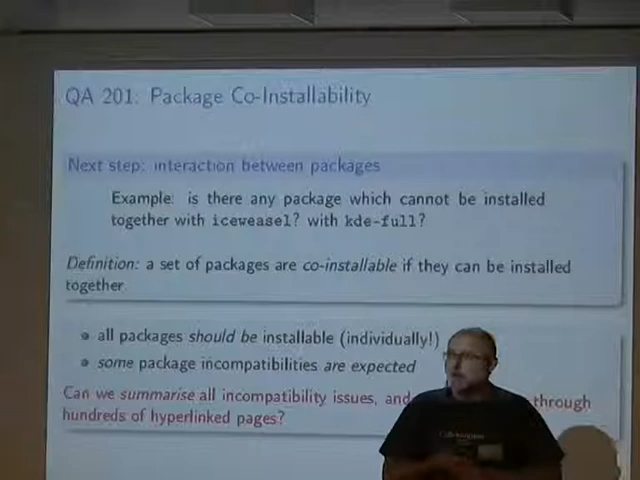 QA 201: Package Co-Installability
Next step: interaction between packages
Example: is there any package which cannot be installed
together with iceweasel? with kde-full?
Definition: a set of packages are co-installable if they can be installed
together
all packages should be installable (individually!)
some package incompatibilities are expected
Can we summarise all incompatibility issues, and through
hundreds of hyperlinked pages?